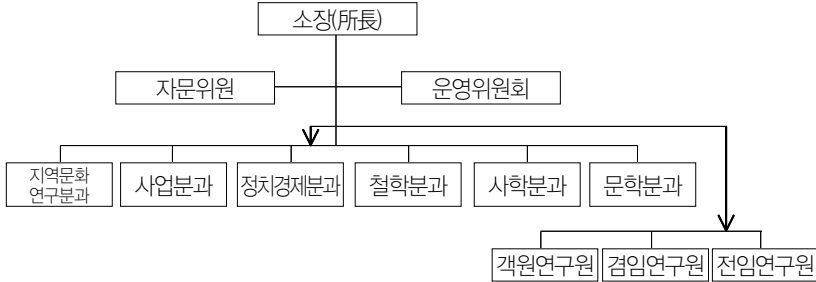 소장(所長)
자문위원
운영위원회
지역문화
연구분과
사업분과
정치경제분과
철학분과
사학분과
문학분과
객원연구원
겸임연구원
전임연구원